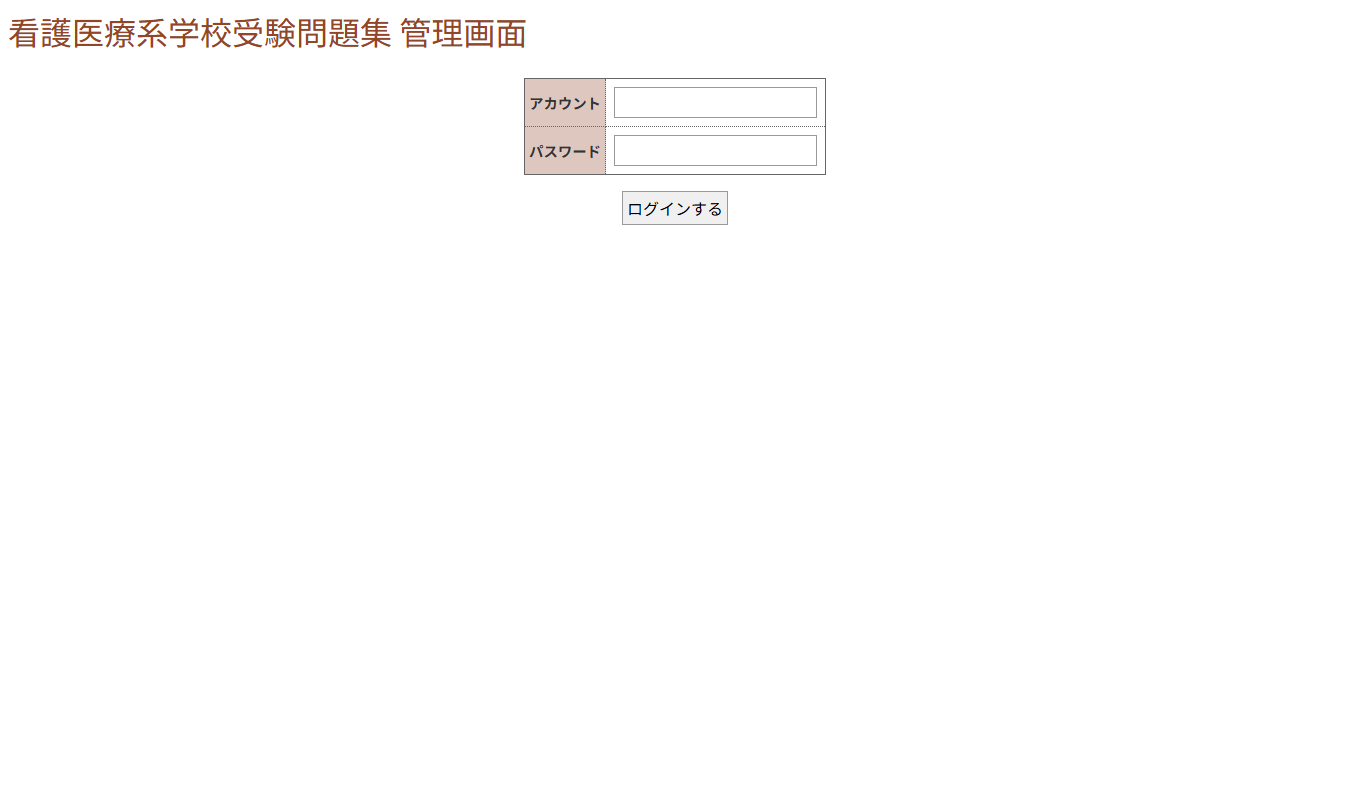 看護医療系学校受験問題集 管理画面
アカウント
パスワード
ログインする